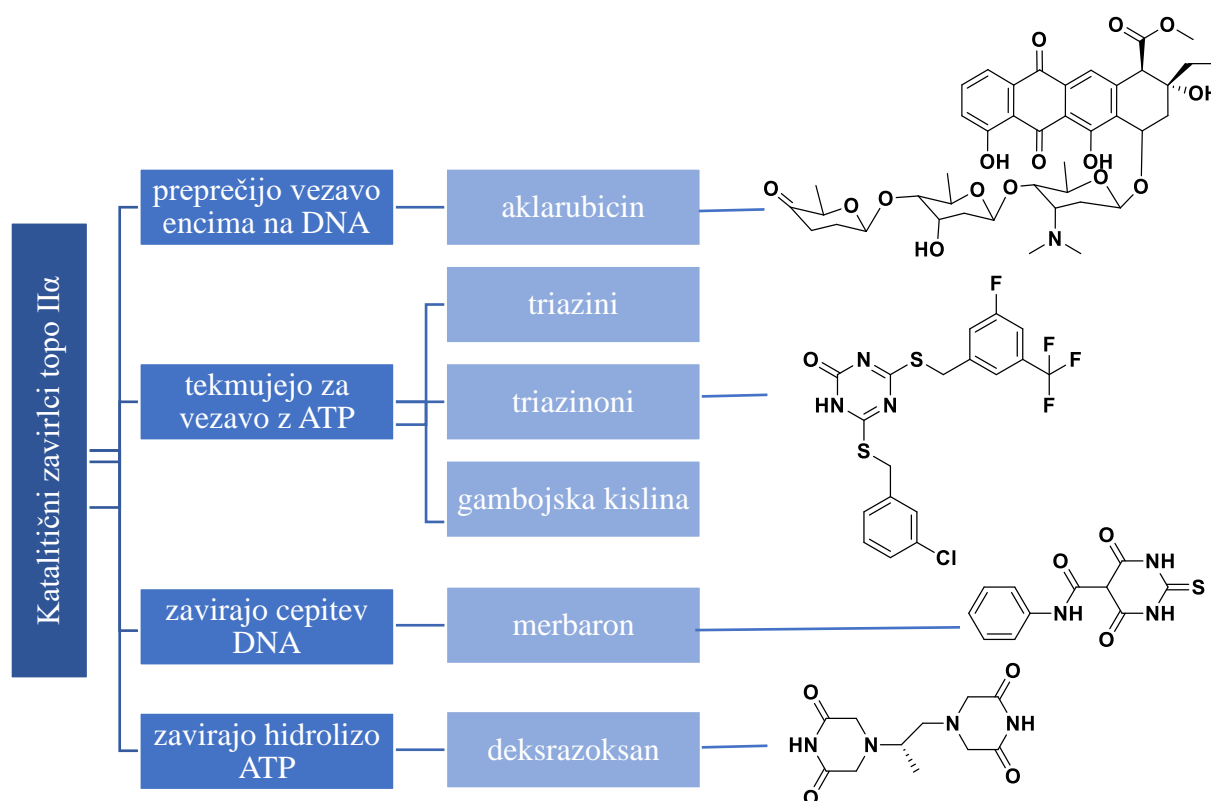 Katalitični zavirlci topo IIα
preprečijo vezavo
encima na DNA
aklarubicin
tekmujejo za
vezavo z ATP
triazini
triazinoni
gambojska kislina
zavirajo cepitev
DNA
merbaron
zavirajo hidrolizo
ATP
deksrazoksan
O
O
O
OH
OH
O
OH
O
O
O
O
O
O
O
O
HO
N
F
F
F
F
O
N
S
HN
N
S
Cl
O
O
NH
S
NH
NH
O
O
O
HN
N
N
NH
O
O